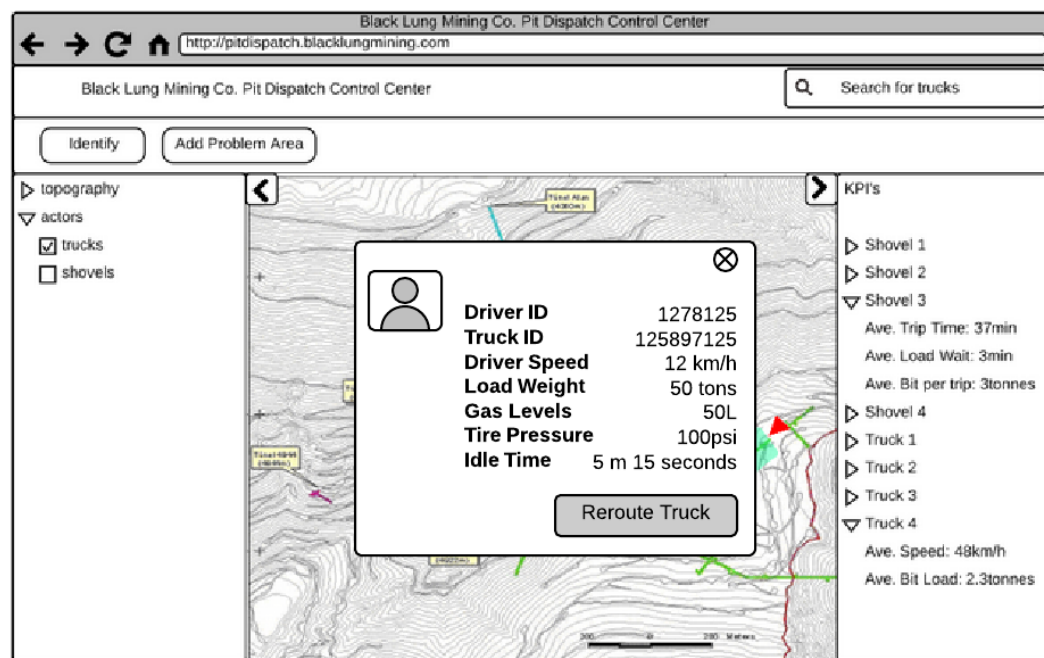 Black Lung Mining Co. Pit Dispatch Control Center
http://pitdispatch.blacklungmining.com
Black Lung Mining Co. Pit Dispatch Control Center
Search for trucks
Identify
Add Problem Area
topography
actors
trucks
shovels
Driver ID 1278125
Truck ID 125897125
Driver Speed 12 km/h
Load Weight 50 tons
Gas Levels 50L
Tire Pressure 100psi
Idle Time 5 m 15 seconds
Reroute Truck
200 0 200 Meters
KPI's
Shovel 1
Shovel 2
Shovel 3
Ave. Trip Time: 37min
Ave. Load Wait: 3min
Ave. Bit per trip: 3tonnes
Shovel 4
Truck 1
Truck 2
Truck 3
Truck 4
Ave. Speed: 48km/h
Ave. Bit Load: 2.3tonnes